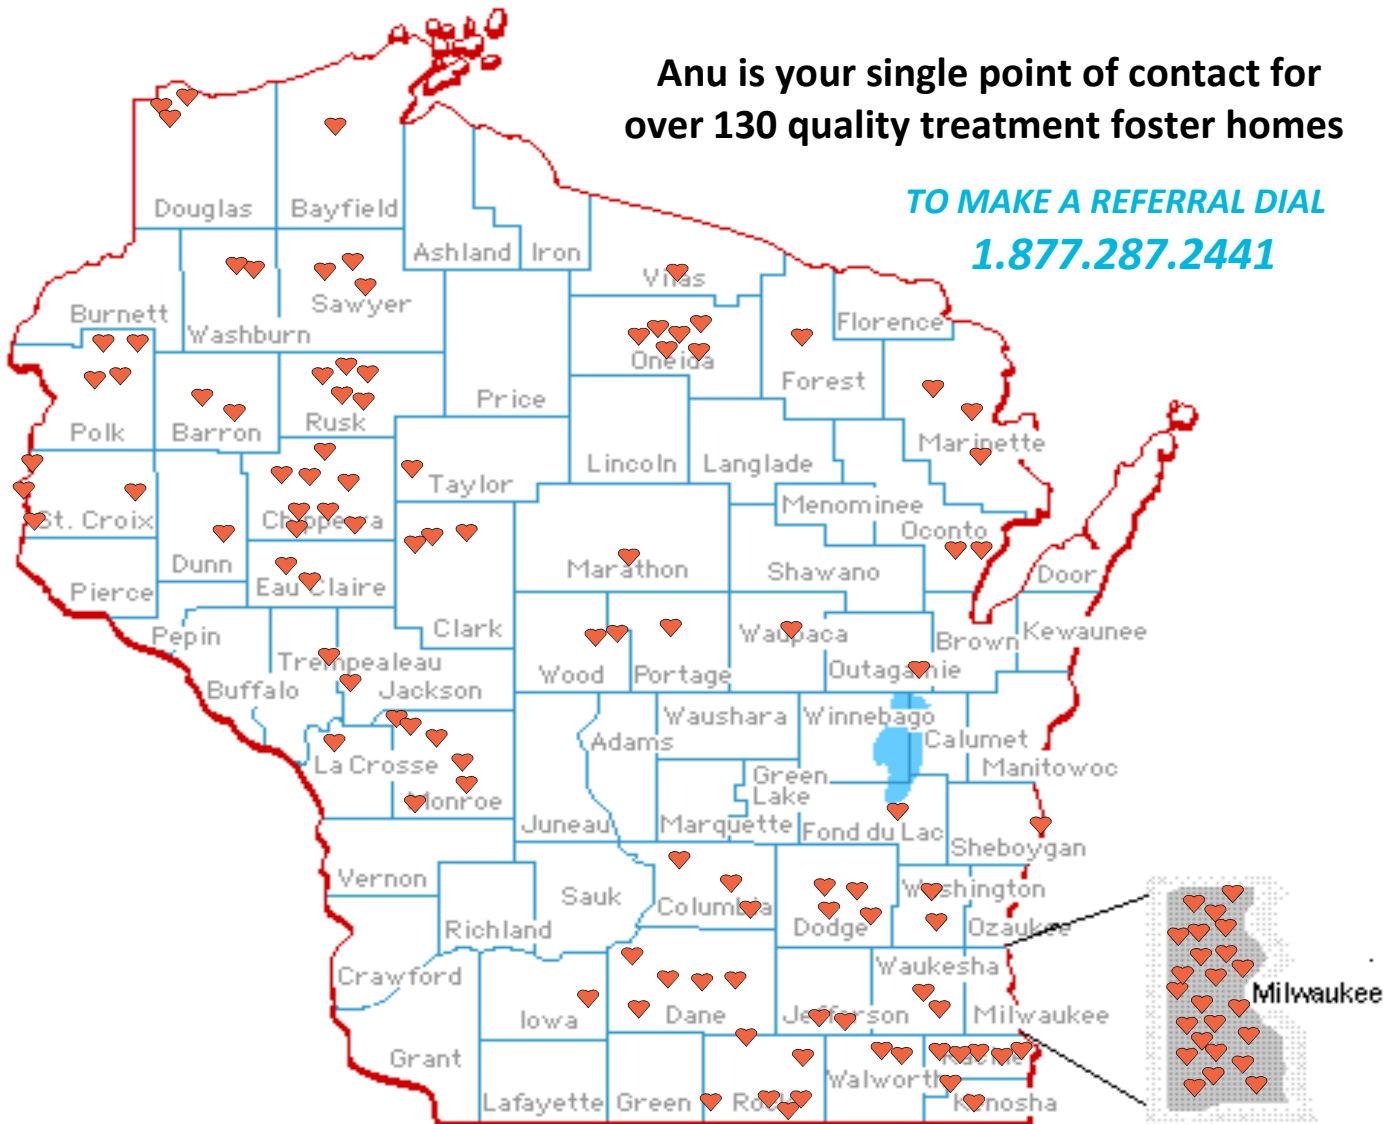 Anu is your single point of contact for
over 130 quality treatment foster homes
TO MAKE A REFERRAL DIAL
1.877.287.2441
Douglas
Bayfield
Ashland
Iron
Vilas
Burnett
Washburn
Sawyer
Florence
Oneida
Forest
Polk
Barron
Rusk
Price
Marinette
Lincoln
Langlade
Taylor
Menominee
St. Croix
Chippewa
Oconto
Dunn
Marathon
Shawano
Door
Pierce
Eau Claire
Clark
Pepin
Waupaca
Brown
Kewaunee
Trempealeau
Wood
Portage
Outagamie
Buffalo
Jackson
Waushara
Winnebago
Adams
Calumet
La Crosse
Manitowoc
Green
Lake
Monroe
Juneau
Marquette
Fond du Lac
Sheboygan
Vernon
Sauk
Columbia
Washington
Richland
Dodge
Ozaukee
Crawford
Waukesha
Milwaukee
Iowa
Dane
Jefferson
Milwaukee
Grant
Racine
Walworth
Lafayette
Green
Rock
Kenosha